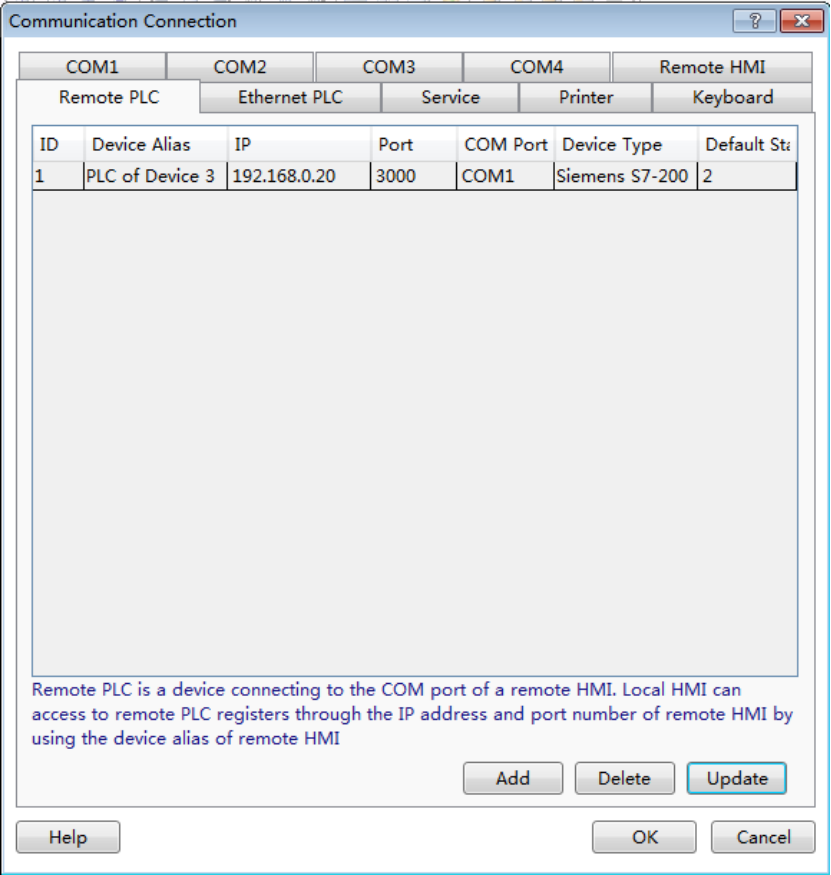 Communication Connection
COM1 COM2 COM3 COM4 Remote HMI
Remote PLC Ethernet PLC Service Printer Keyboard
ID Device Alias IP Port COM Port Device Type Default Sta
1 PLC of Device 3 192.168.0.20 3000 COM1 Siemens S7-200 2
Remote PLC is a device connecting to the COM port of a remote HMI. Local HMI can
access to remote PLC registers through the IP address and port number of remote HMI by
using the device alias of remote HMI
Add Delete Update
Help OK Cancel